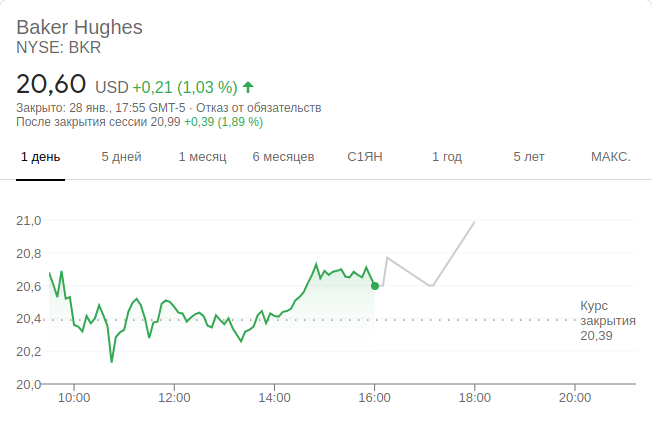 Baker Hughes
NYSE: BKR
20,60 USD +0,21 (1,03 %)
Закрыто: 28 янв., 17:55 GMT-5 · Отказ от обязательств
После закрытия сессии 20,99 +0,39 (1,89 %)
1 день 5 дней 1 месяц 6 месяцев С1ЯН 1 год 5 лет МАКС.
21,0
20,8
20,6
20,4
20,2
20,0
Курс
закрытия
20,39
10:00 12:00 14:00 16:00 18:00 20:00